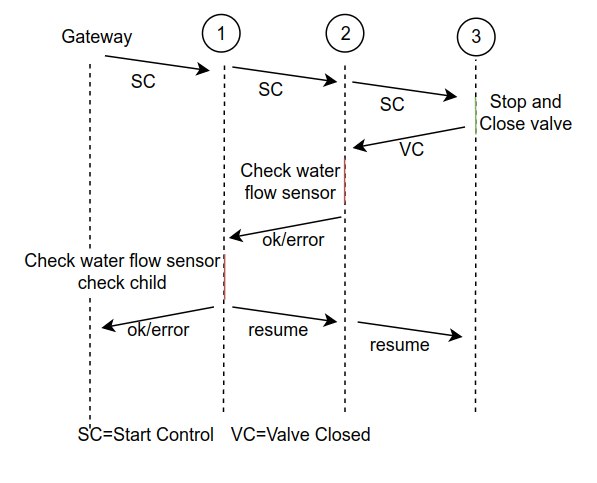 Gateway
1
2
3
SC
SC
SC
Stop and
Close valve
VC
Check water
flow sensor
ok/error
Check water flow sensor
check child
ok/error
resume
resume
SC=Start Control VC=Valve Closed